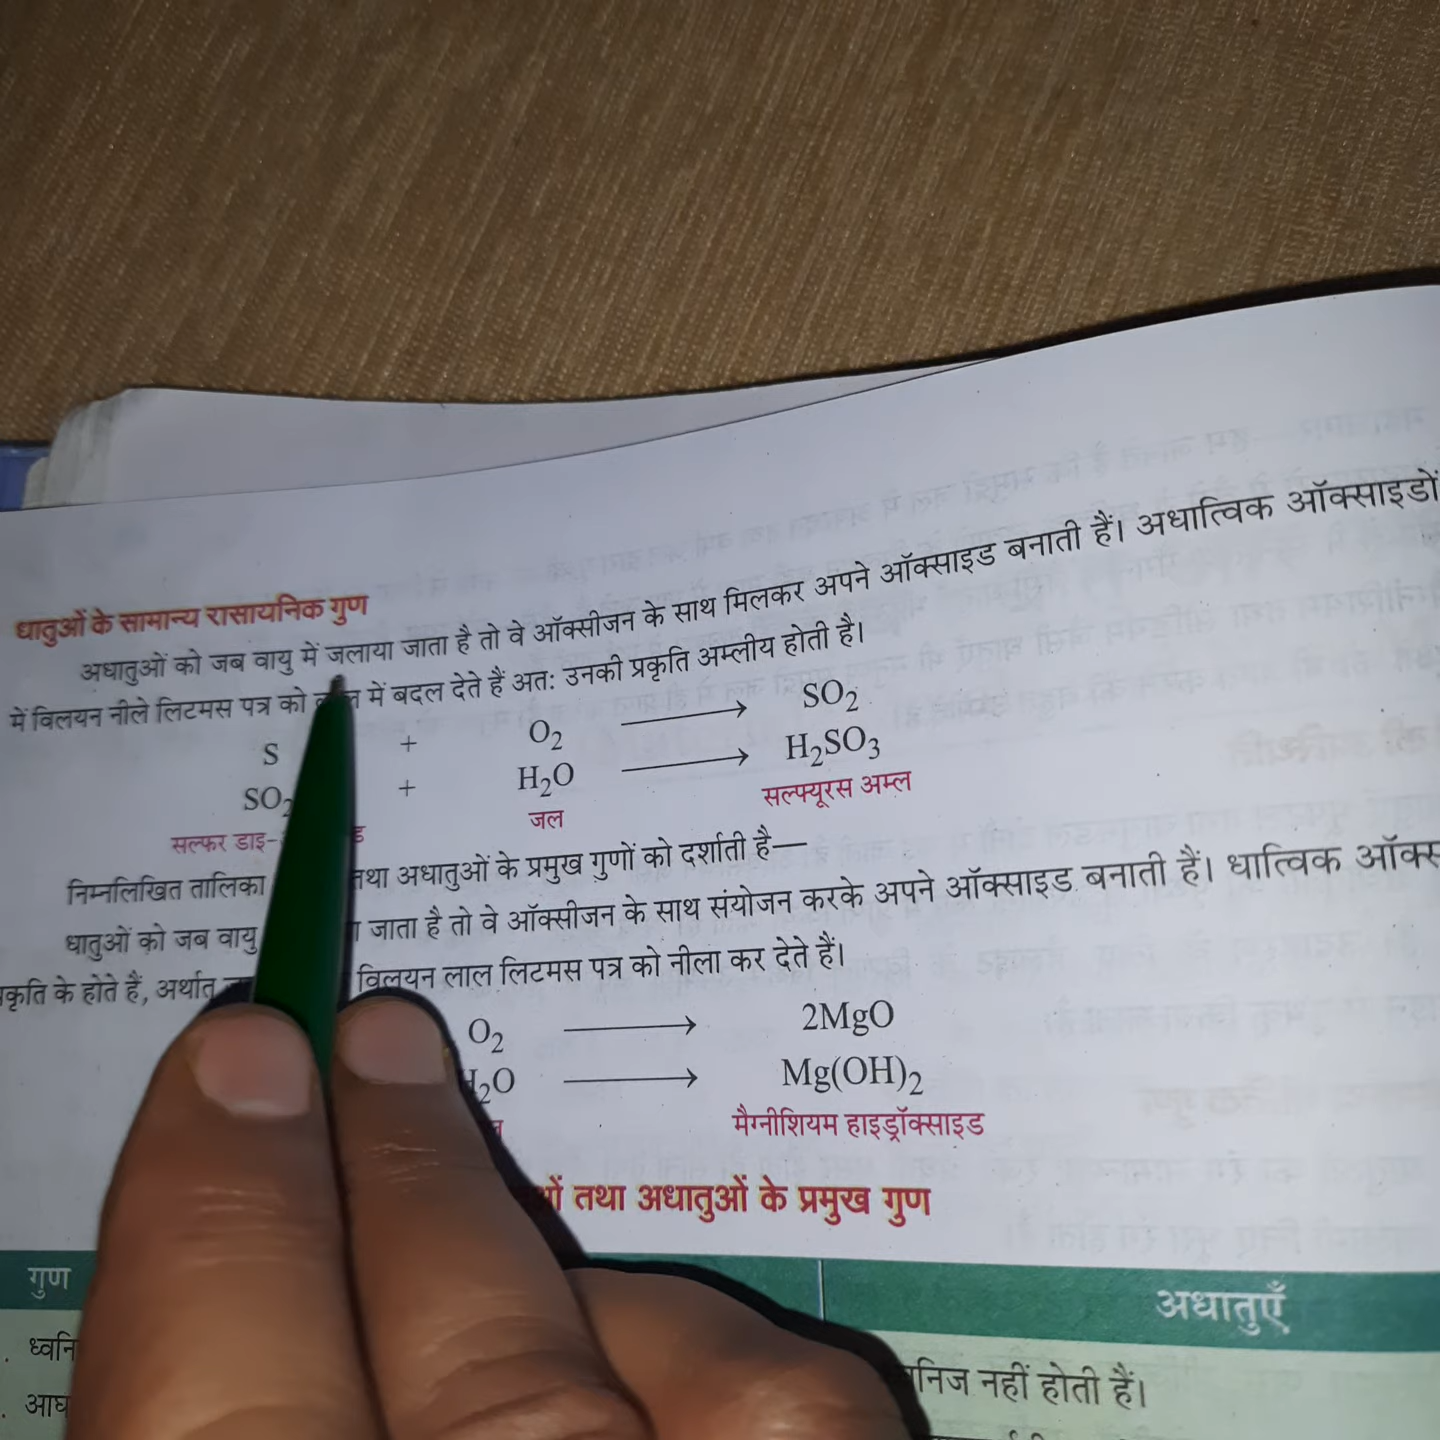 धातुओं के सामान्य रासायनिक गुण
अधातुओं को जब वायु में जलाया जाता है तो वे ऑक्सीजन के साथ मिलकर अपने ऑक्साइड बनाती हैं। अधात्विक ऑक्साइडों
में विलयन नीले लिटमस पत्र को में बदल देते हैं अतः उनकी प्रकृति अम्लीय होती है।
S + O₂ ⟶ SO₂
SO₂ + H₂O ⟶ H₂SO₃
सल्फर डाइ- जल सल्फ्यूरस अम्ल
निम्नलिखित तालिका तथा अधातुओं के प्रमुख गुणों को दर्शाती है—
धातुओं को जब वायु जाता है तो वे ऑक्सीजन के साथ संयोजन करके अपने ऑक्साइड बनाती हैं। धात्विक
के होते हैं, अर्थात् विलयन लाल लिटमस पत्र को नीला कर देते हैं।
O₂ ⟶ 2MgO
H₂O ⟶ Mg(OH)₂
मैग्नीशियम हाइड्रॉक्साइड
तथा अधातुओं के प्रमुख गुण
गुण अधातुएँ
नहीं होती हैं।